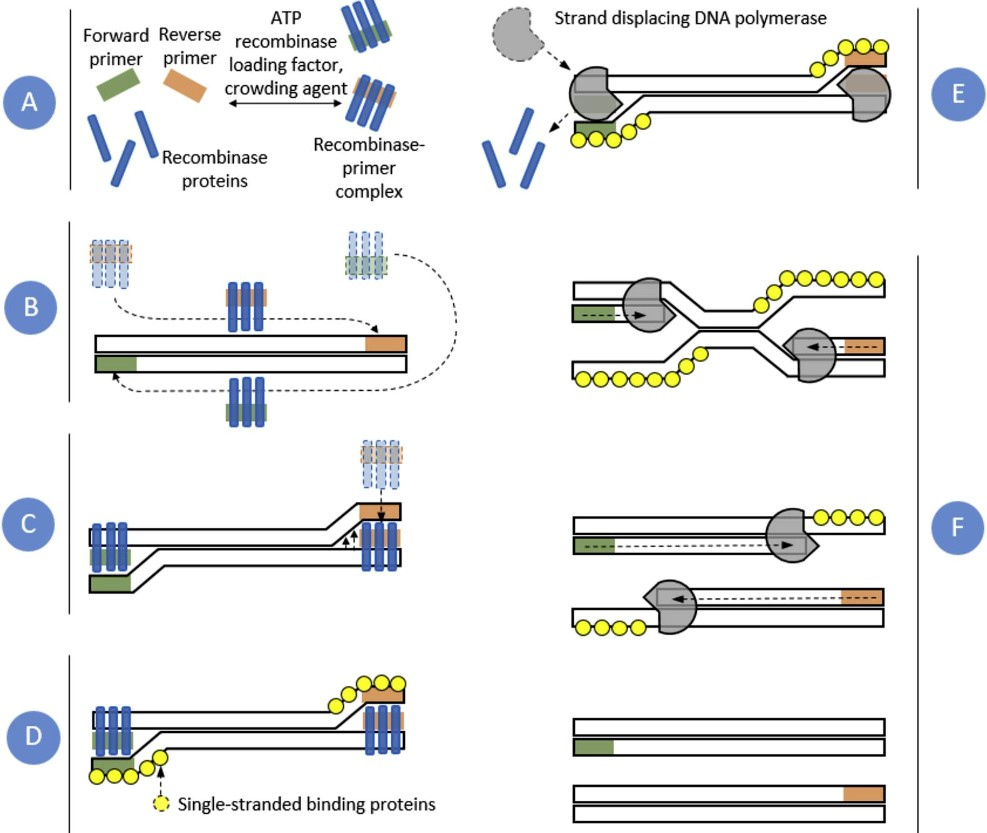 A
Forward
primer
Reverse
primer
ATP
recombinase
loading factor,
crowding agent
Recombinase
proteins
Recombinase-
primer
complex
B
C
D
Single-stranded binding proteins
Strand displacing DNA polymerase
E
F